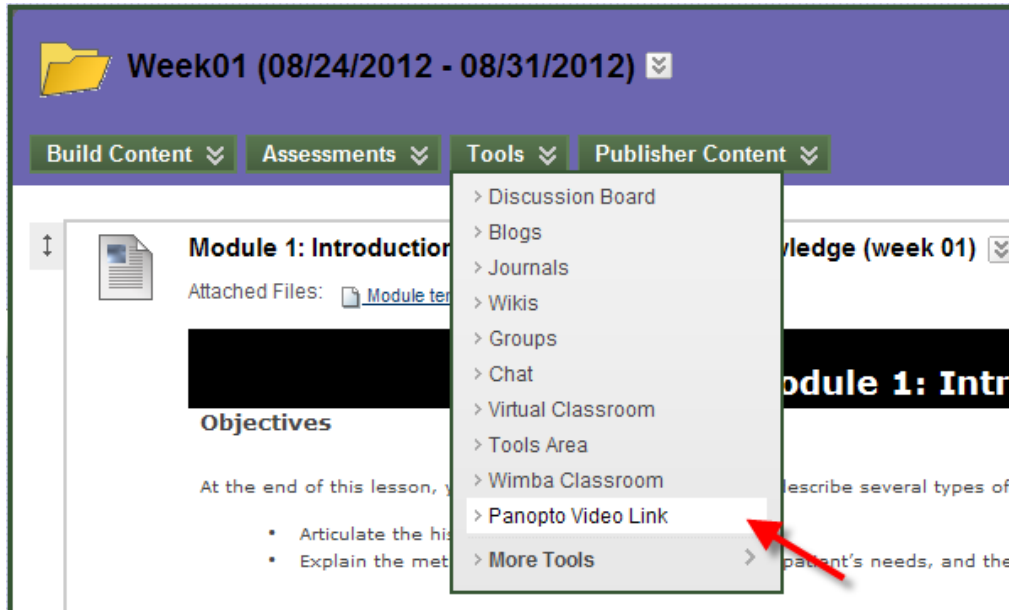 Week01 (08/24/2012 - 08/31/2012)
Build Content Assessments Tools Publisher Content
> Discussion Board
> Blogs
> Journals
> Wikis
> Groups
> Chat
> Virtual Classroom
> Tools Area
> Wimba Classroom
> Panopto Video Link
> More Tools >
Module 1: Introduction ledge (week 01)
Attached Files: Module ter
odule 1: Intr
Objectives
At the end of this lesson, escribe several types of
• Articulate the his
• Explain the met patient's needs, and the